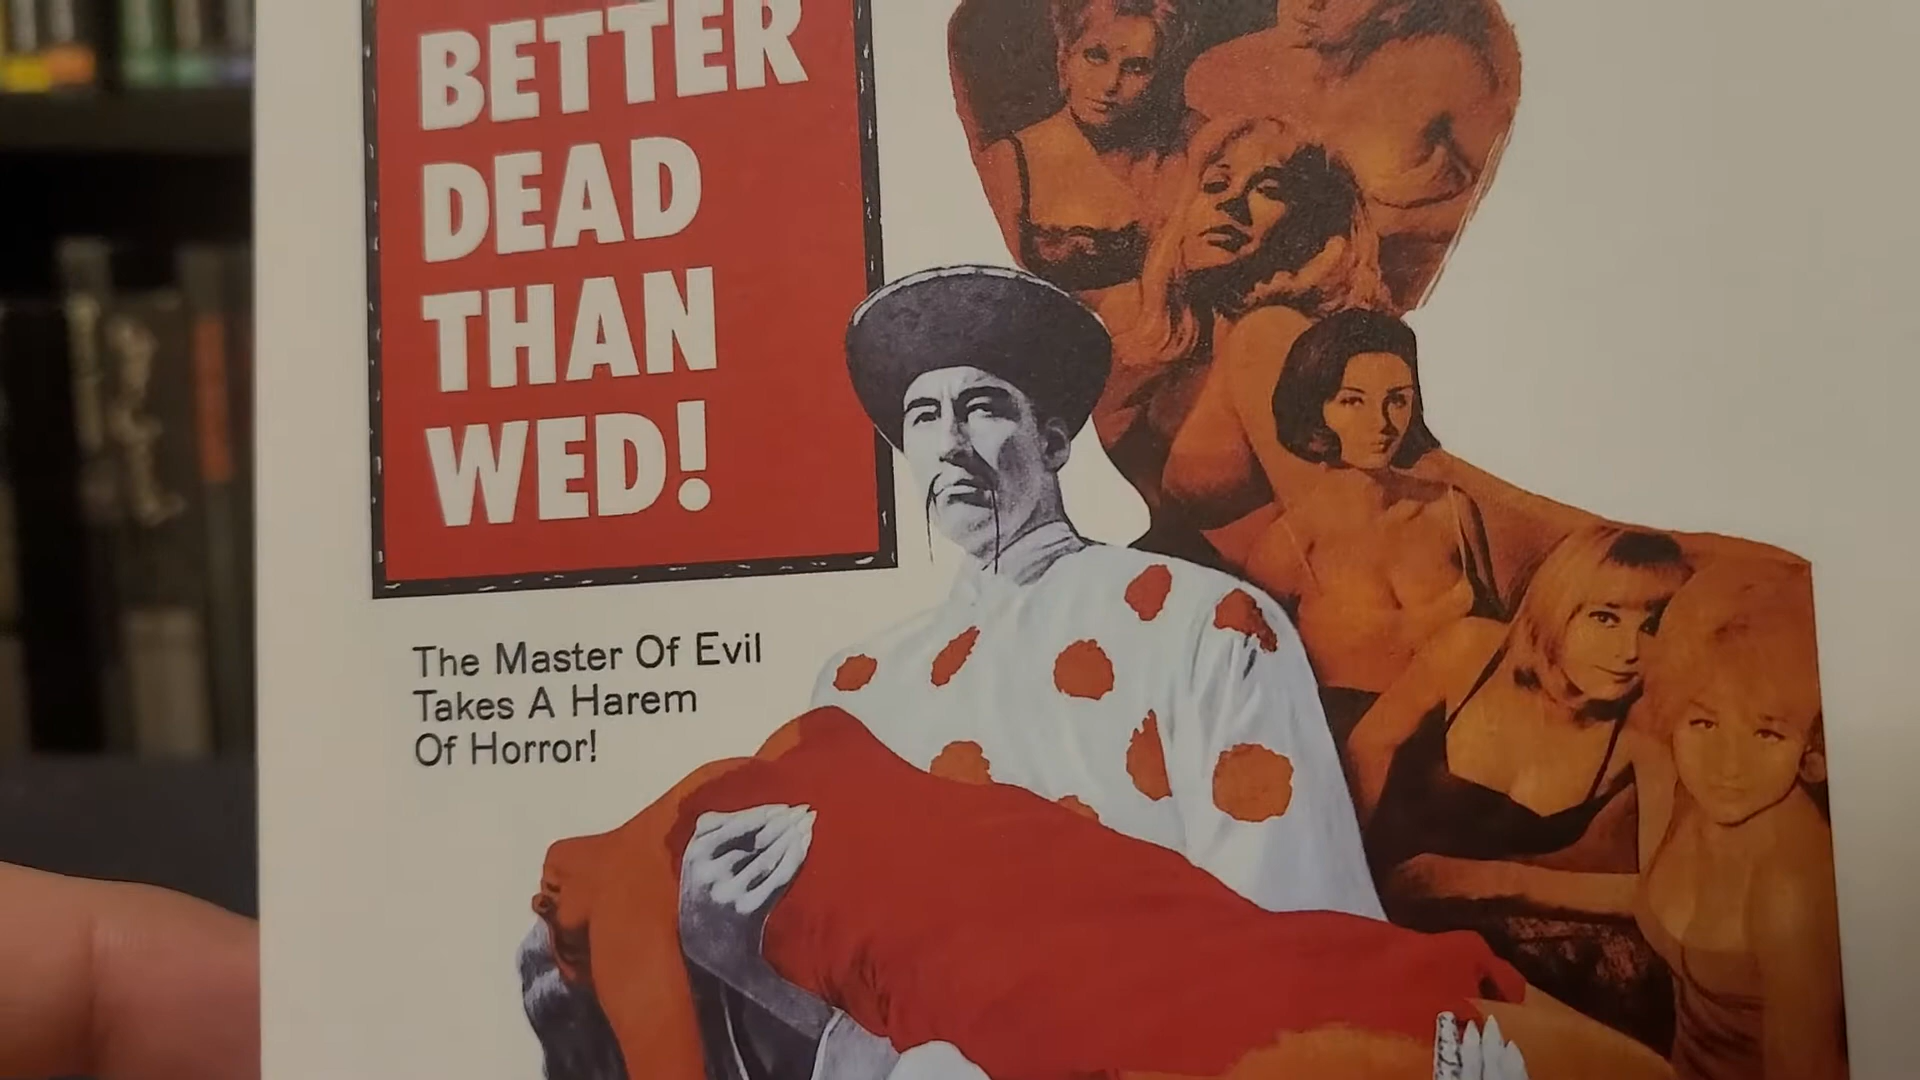 BETTER
DEAD
THAN
WED!
The Master Of Evil
Takes A Harem
Of Horror!